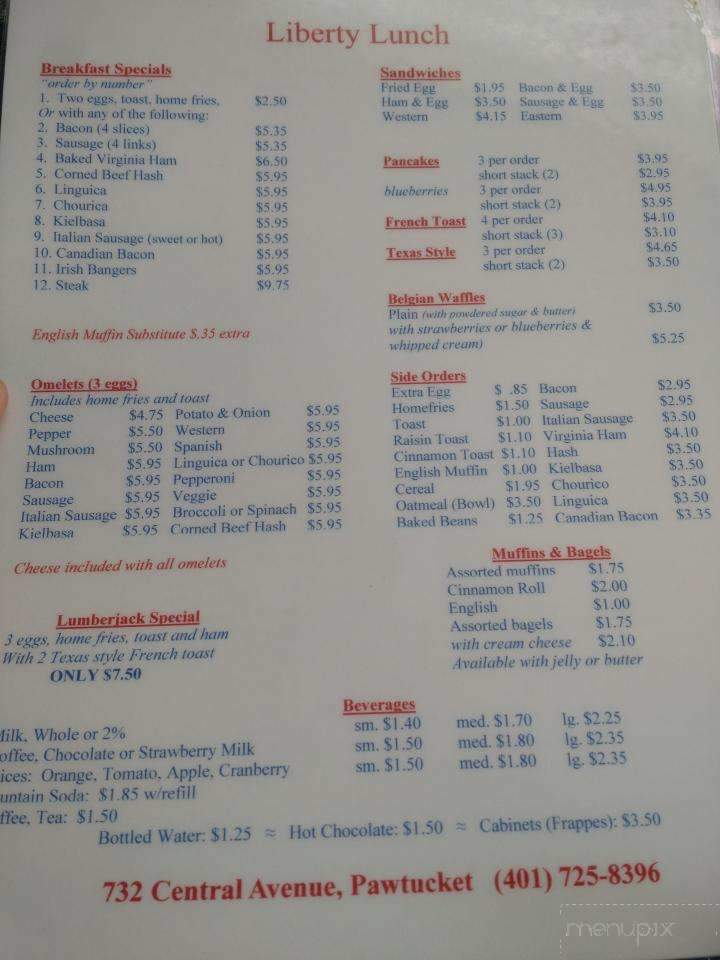 Liberty Lunch
Breakfast Specials
"order by number"
1. Two eggs, toast, home fries, $2.50
Or with any of the following:
2. Bacon (4 slices) $5.35
3. Sausage (4 links) $5.35
4. Baked Virginia Ham $6.50
5. Corned Beef Hash $5.95
6. Linguica $5.95
7. Chourica $5.95
8. Kielbasa $5.95
9. Italian Sausage (sweet or hot) $5.95
10. Canadian Bacon $5.95
11. Irish Bangers $5.95
12. Steak $9.75
English Muffin Substitute $.35 extra
Omelets (3 eggs)
Includes home fries and toast
Cheese $4.75 Potato & Onion $5.95
Pepper $5.50 Western $5.95
Mushroom $5.50 Spanish $5.95
Ham $5.95 Linguica or Chourico $5.95
Bacon $5.95 Pepperoni $5.95
Sausage $5.95 Veggie $5.95
Italian Sausage $5.95 Broccoli or Spinach $5.95
Kielbasa $5.95 Corned Beef Hash $5.95
Cheese included with all omelets
Lumberjack Special
3 eggs, home fries, toast and ham
With 2 Texas style French toast
ONLY $7.50
Sandwiches
Fried Egg $1.95 Bacon & Egg $3.50
Ham & Egg $3.50 Sausage & Egg $3.50
Western $4.15 Eastern $3.95
Pancakes 3 per order $3.95
short stack (2) $2.95
blueberries 3 per order $4.95
short stack (2) $3.95
French Toast 4 per order $4.10
short stack (3) $3.10
Texas Style 3 per order $4.65
short stack (2) $3.50
Belgian Waffles
Plain (with powdered sugar & butter) $3.50
with strawberries or blueberries &
whipped cream) $5.25
Side Orders
Extra Egg $ .85 Bacon $2.95
Homefries $1.50 Sausage $2.95
Toast $1.00 Italian Sausage $3.50
Raisin Toast $1.10 Virginia Ham $4.10
Cinnamon Toast $1.10 Hash $3.50
English Muffin $1.00 Kielbasa $3.50
Cereal $1.95 Chourico $3.50
Oatmeal (Bowl) $3.50 Linguica $3.50
Baked Beans $1.25 Canadian Bacon $3.35
Muffins & Bagels
Assorted muffins $1.75
Cinnamon Roll $2.00
English $1.00
Assorted bagels $1.75
with cream cheese $2.10
Available with jelly or butter
Beverages
Milk, Whole or 2% sm. $1.40 med. $1.70 lg. $2.25
offee, Chocolate or Strawberry Milk sm. $1.50 med. $1.80 lg. $2.35
ices: Orange, Tomato, Apple, Cranberry sm. $1.50 med. $1.80 lg. $2.35
untain Soda: $1.85 w/refill
ffee, Tea: $1.50
Bottled Water: $1.25 ≈ Hot Chocolate: $1.50 ≈ Cabinets (Frappes): $3.50
732 Central Avenue, Pawtucket (401) 725-8396
menupix